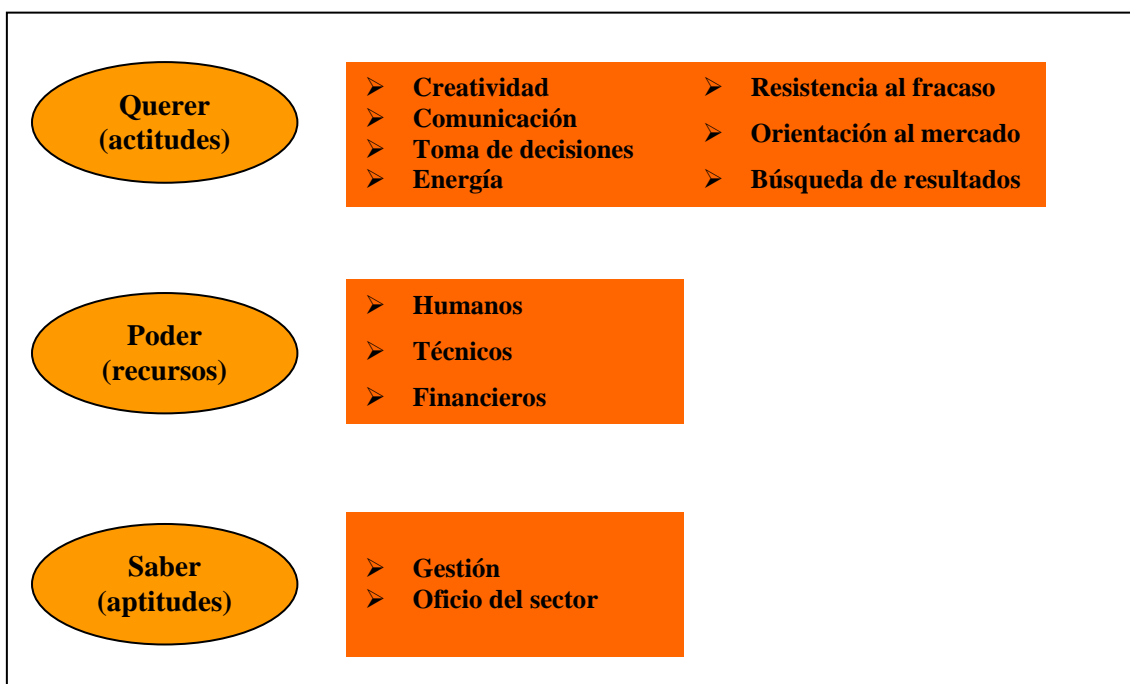 Querer
(actitudes)
➢ Creatividad
➢ Comunicación
➢ Toma de decisiones
➢ Energía
➢ Resistencia al fracaso
➢ Orientación al mercado
➢ Búsqueda de resultados
Poder
(recursos)
➢ Humanos
➢ Técnicos
➢ Financieros
Saber
(aptitudes)
➢ Gestión
➢ Oficio del sector